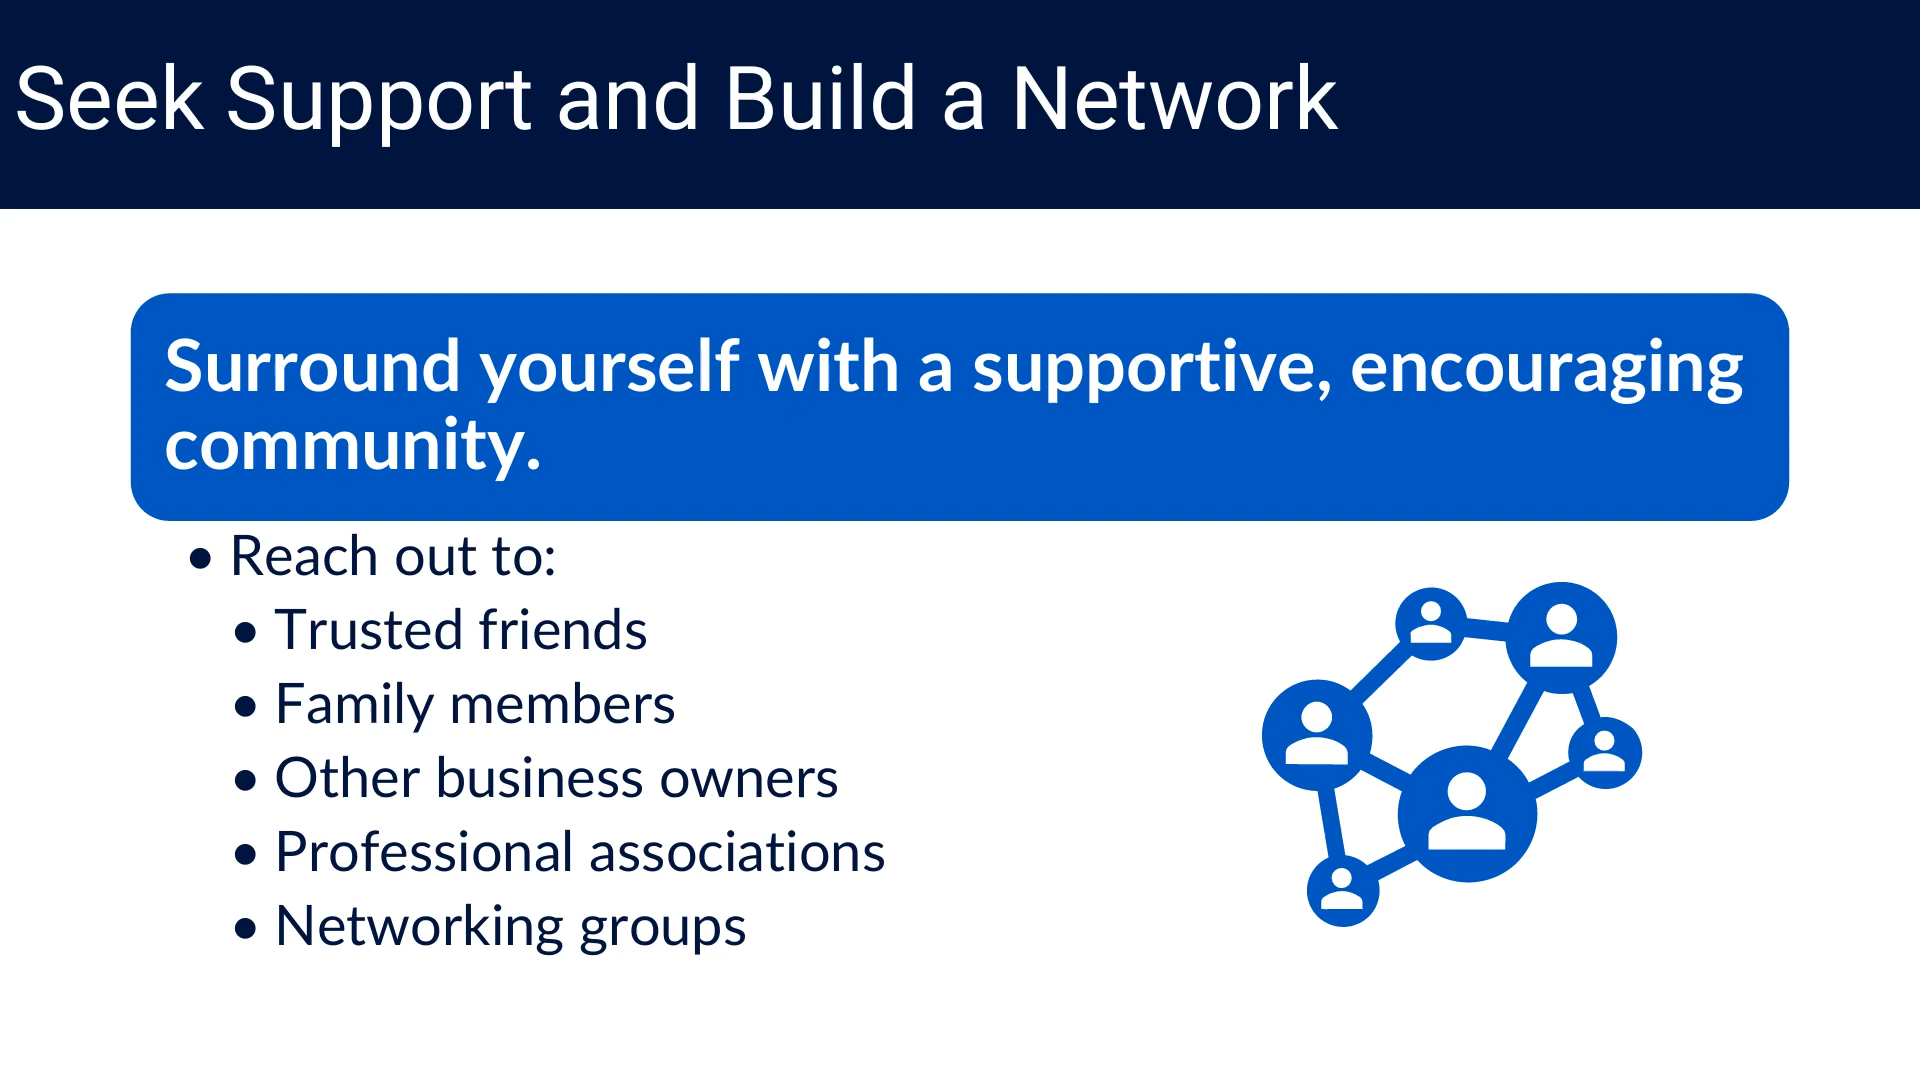 Seek Support and Build a Network
Surround yourself with a supportive, encouraging
community.
• Reach out to:
• Trusted friends
• Family members
• Other business owners
• Professional associations
• Networking groups